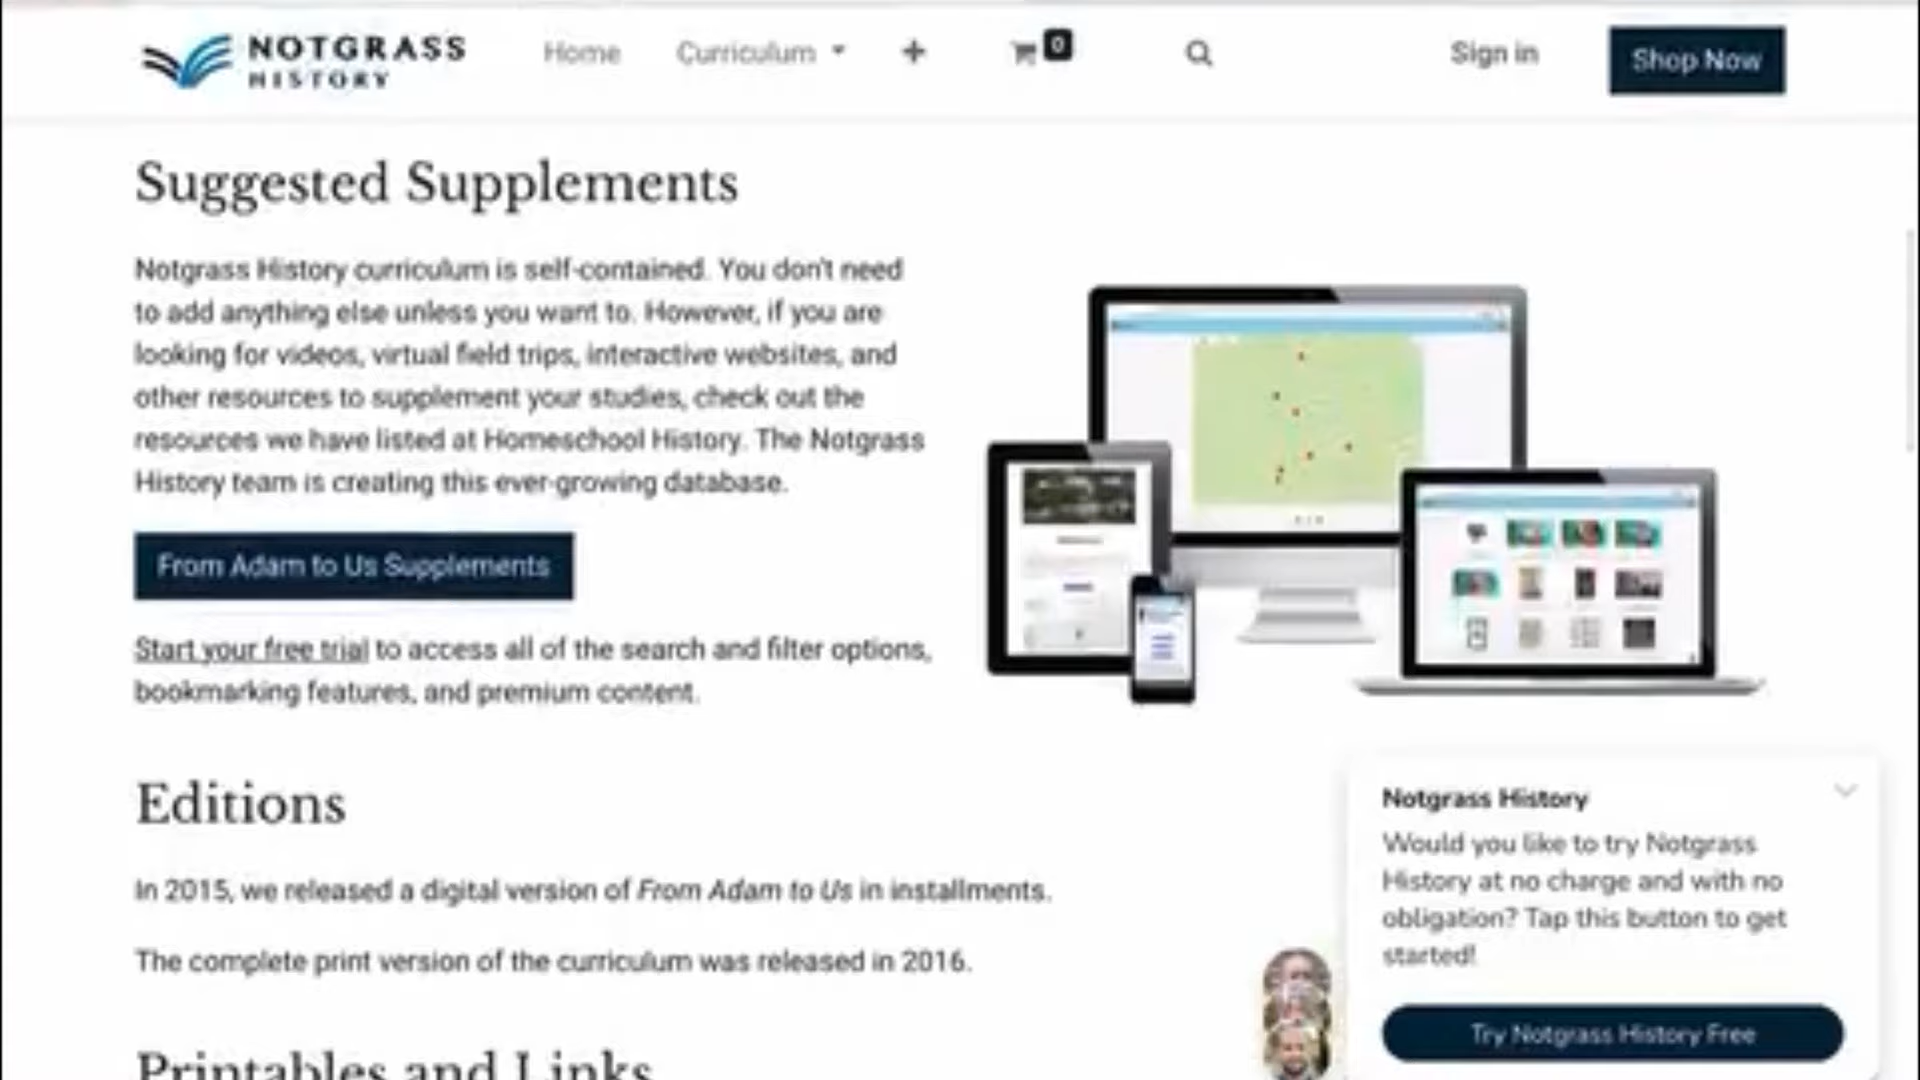 NOTGRASS
HISTORY
Home
Curriculum
0
Sign in
Shop Now
Suggested Supplements
Notgrass History curriculum is self-contained. You don't need
to add anything else unless you want to. However, if you are
looking for videos, virtual field trips, interactive websites, and
other resources to supplement your studies, check out the
resources we have listed at Homeschool History. The Notgrass
History team is creating this ever-growing database.
From Adam to Us Supplements
Start your free trial to access all of the search and filter options,
bookmarking features, and premium content.
Editions
In 2015, we released a digital version of From Adam to Us in installments.
The complete print version of the curriculum was released in 2016.
Printables and Links
Notgrass History
Would you like to try Notgrass
History at no charge and with no
obligation? Tap this button to get
started!
Try Notgrass History Free